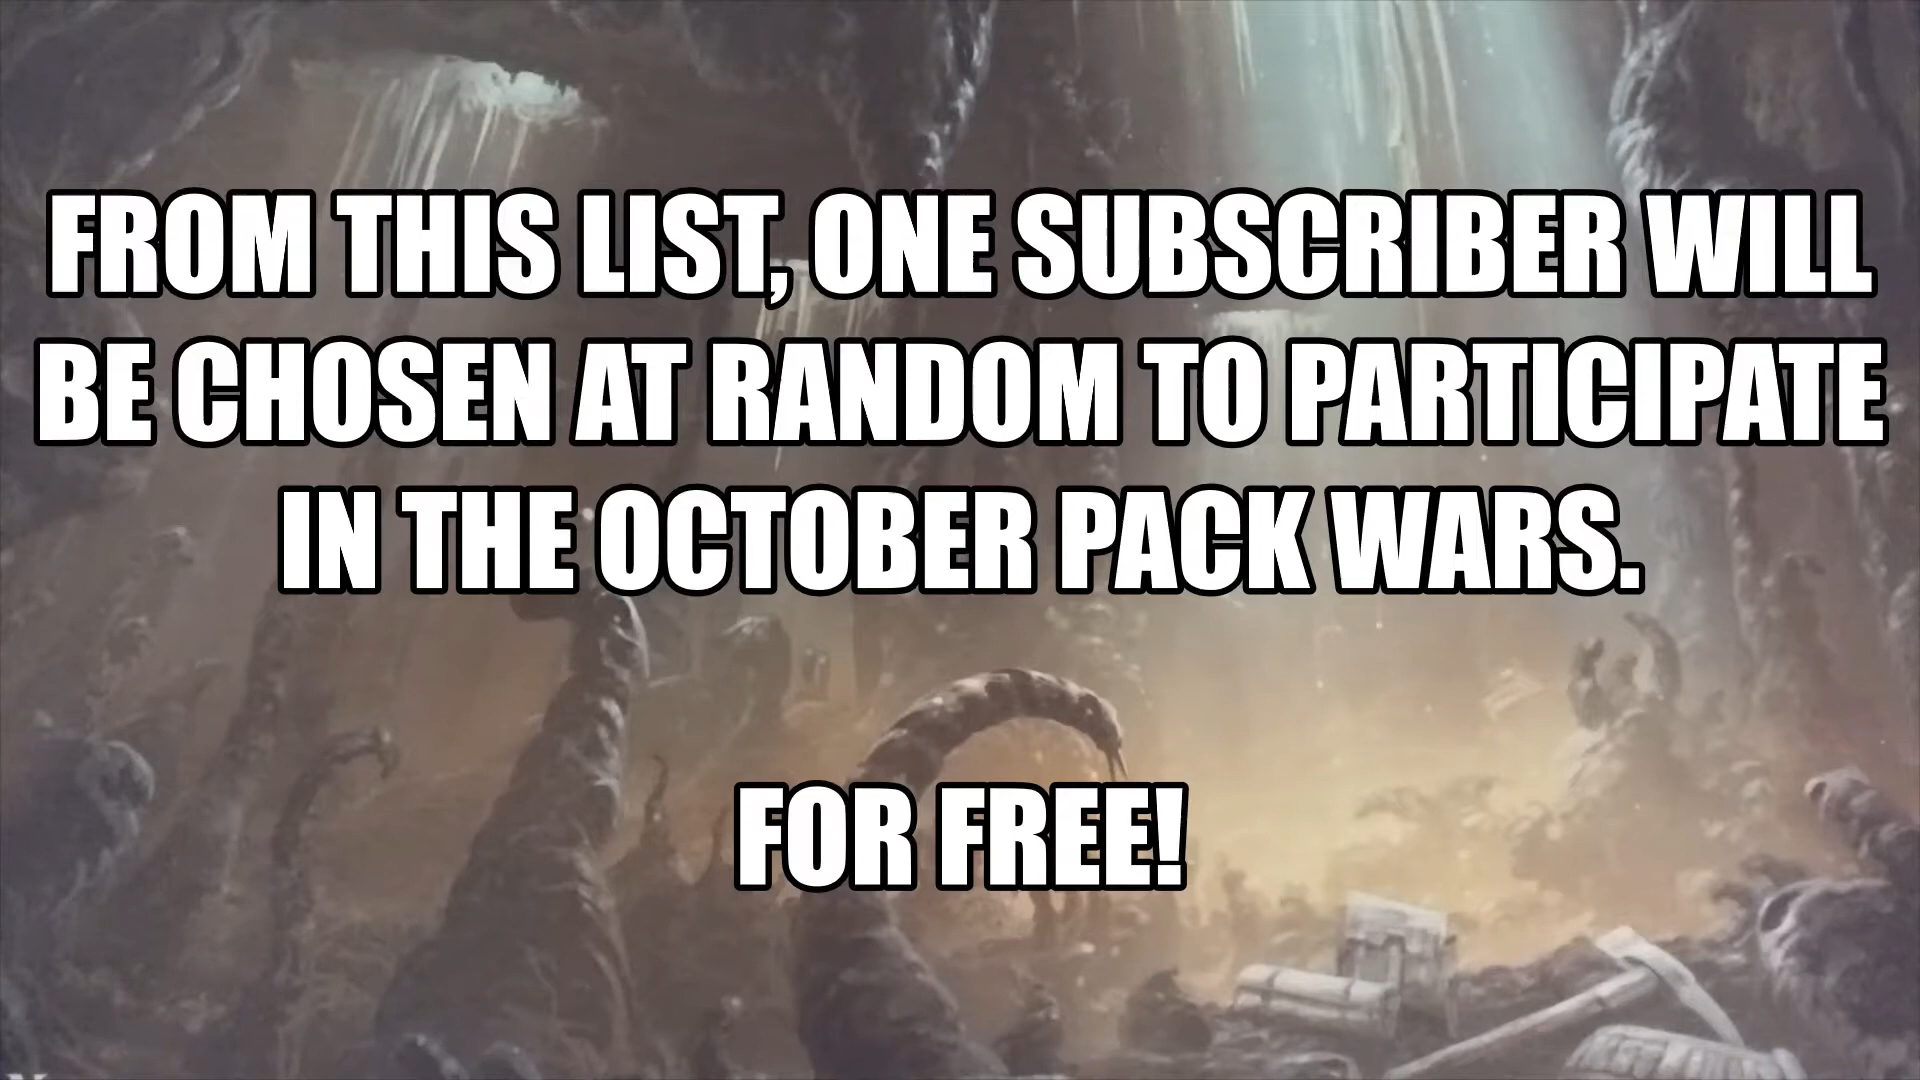 FROM THIS LIST, ONE SUBSCRIBER WILL
BE CHOSEN AT RANDOM TO PARTICIPATE
IN THE OCTOBER PACK WARS.
FOR FREE!